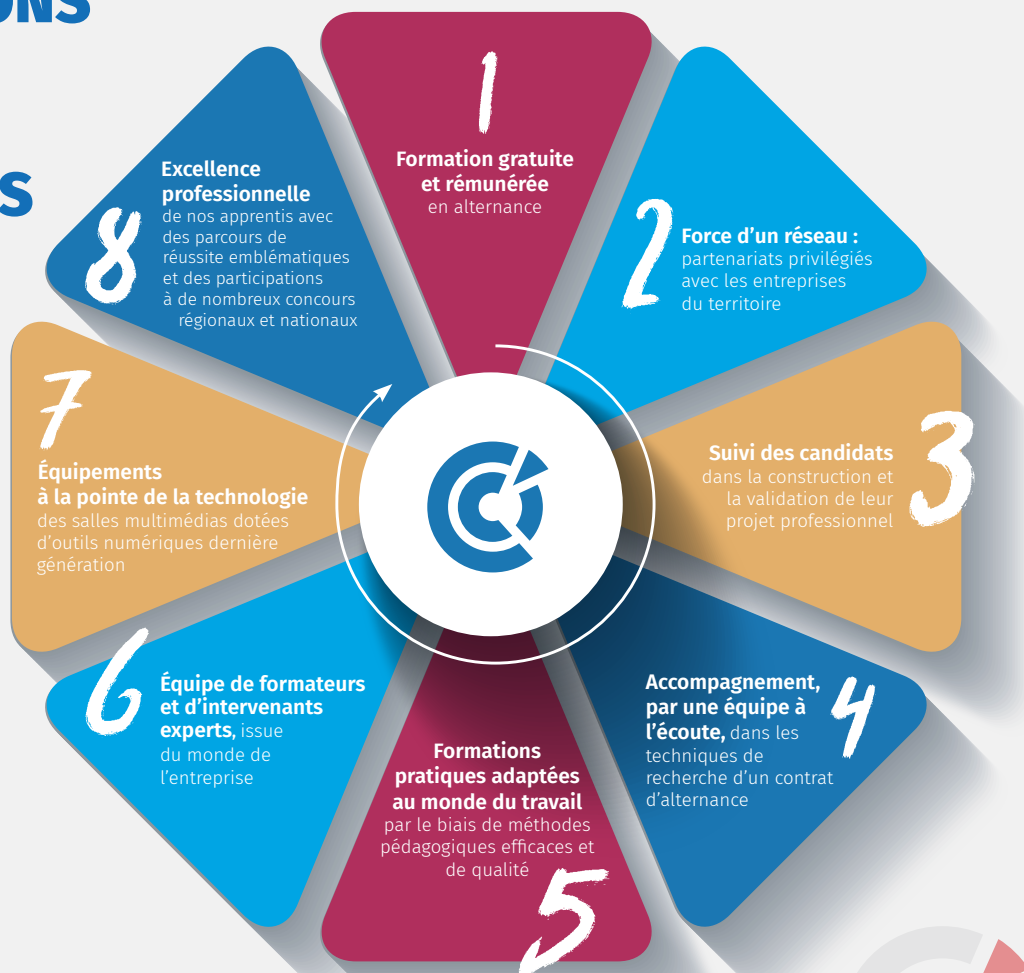 1
Formation gratuite
et rémunérée
en alternance
2
Force d’un réseau :
partenariats privilégiés
avec les entreprises
du territoire
3
Suivi des candidats
dans la construction et
la validation de leur
projet professionnel
4
Accompagnement,
par une équipe à
l’écoute, dans les
techniques de
recherche d’un contrat
d’alternance
5
Formations
pratiques adaptées
au monde du travail
par le biais de méthodes
pédagogiques efficaces et
de qualité
6
Équipe de formateurs
et d’intervenants
experts, issue
du monde de
l’entreprise
7
Équipements
à la pointe de la technologie
des salles multimédias dotées
d’outils numériques dernière
génération
8
Excellence
professionnelle
de nos apprentis avec
des parcours de
réussite emblématiques
et des participations
à de nombreux concours
régionaux et nationaux